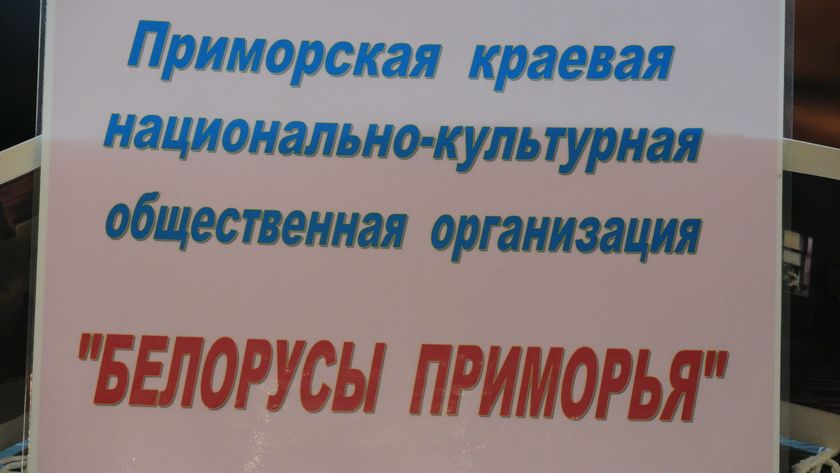 Приморская краевая
национально-культурная
общественная организация
"БЕЛОРУСЫ ПРИМОРЬЯ"